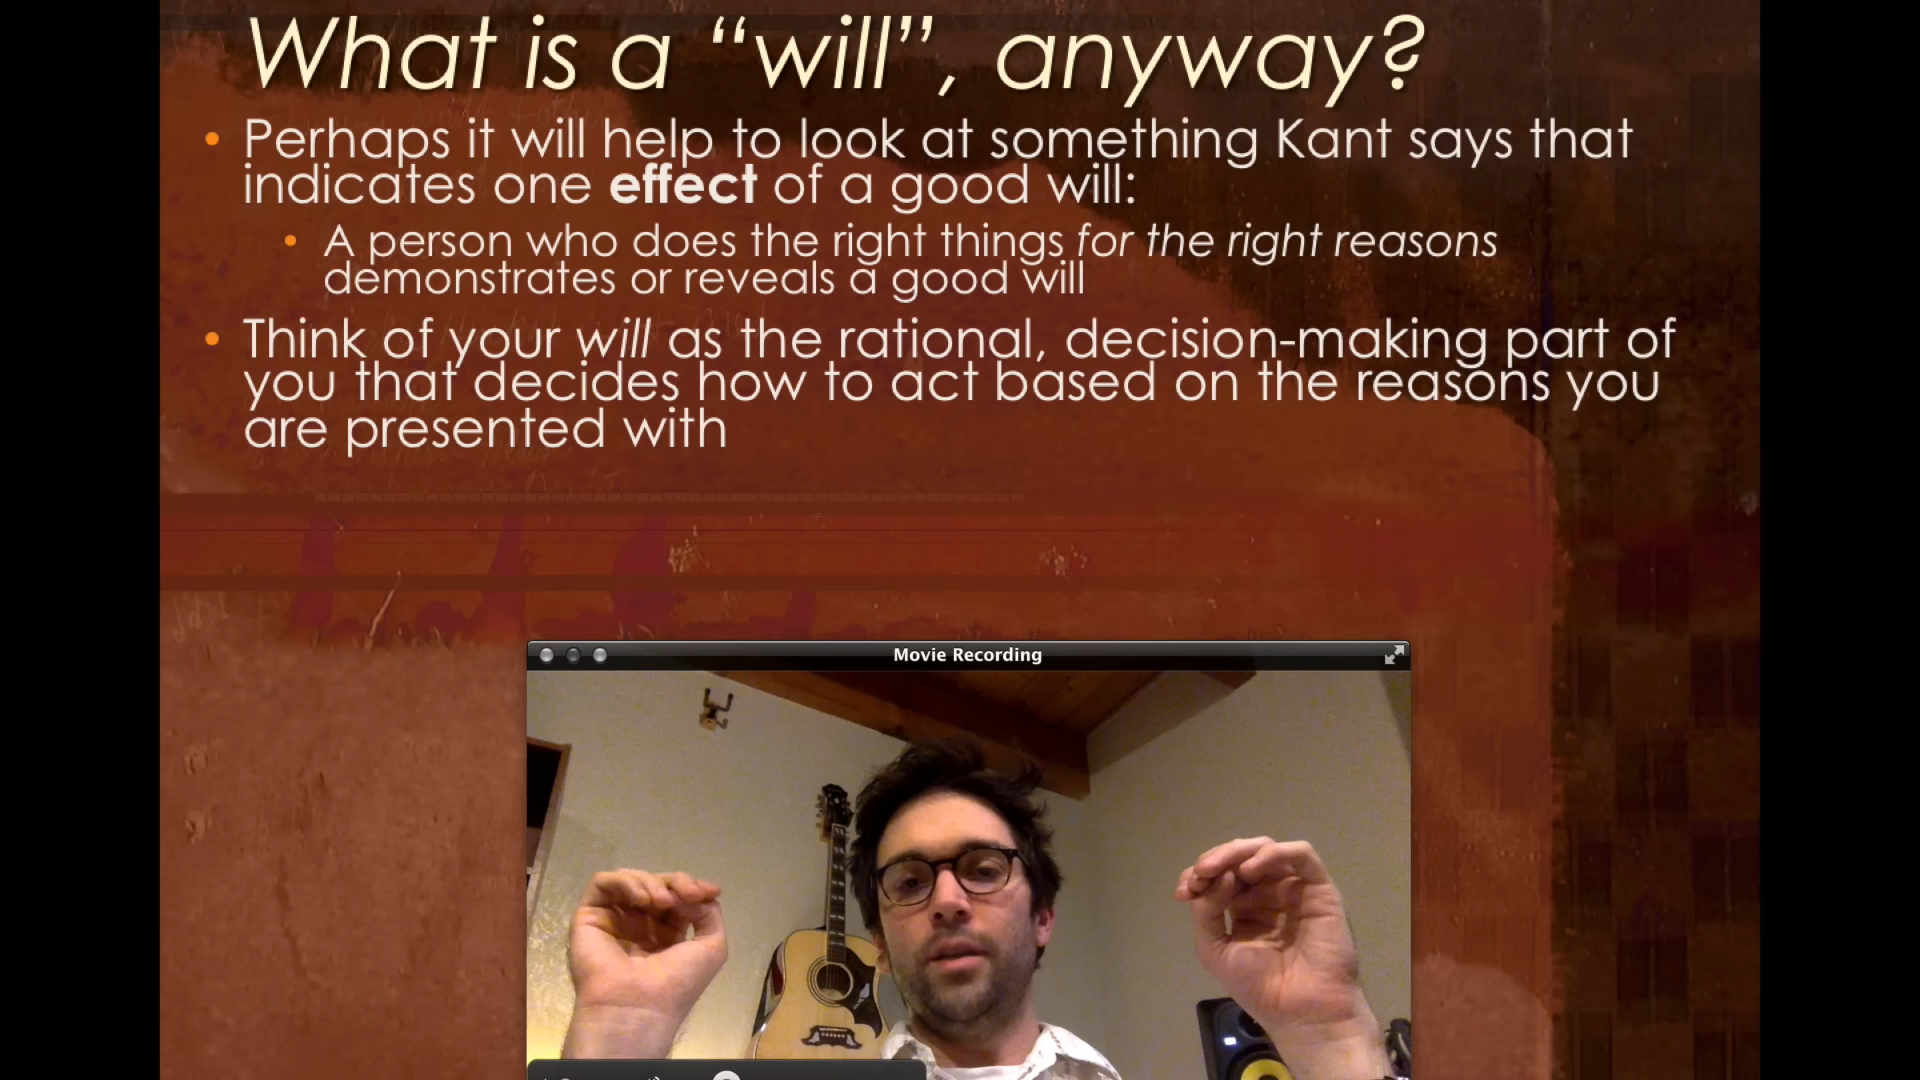 What is a “will”, anyway?
• Perhaps it will help to look at something Kant says that
indicates one effect of a good will:
• A person who does the right things for the right reasons
demonstrates or reveals a good will
• Think of your will as the rational, decision-making part of
you that decides how to act based on the reasons you
are presented with
Movie Recording